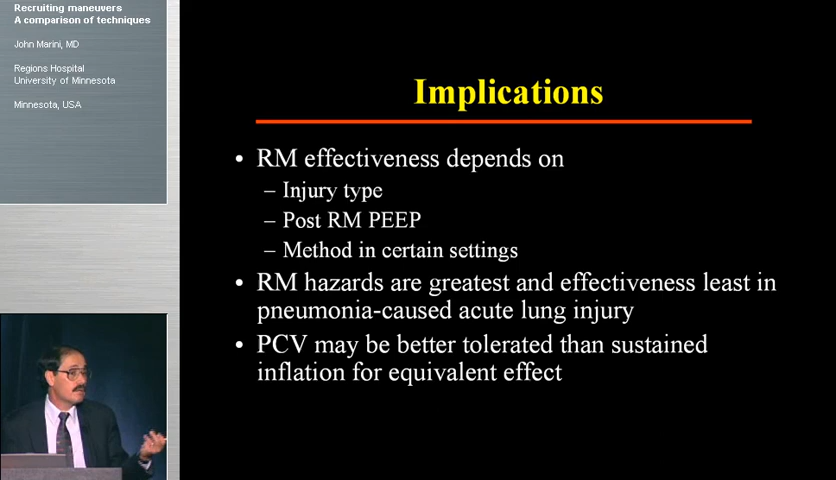 Recruiting maneuvers
A comparison of techniques
John Marini, MD
Regions Hospital
University of Minnesota
Minnesota, USA
Implications
• RM effectiveness depends on
– Injury type
– Post RM PEEP
– Method in certain settings
• RM hazards are greatest and effectiveness least in
pneumonia-caused acute lung injury
• PCV may be better tolerated than sustained
inflation for equivalent effect